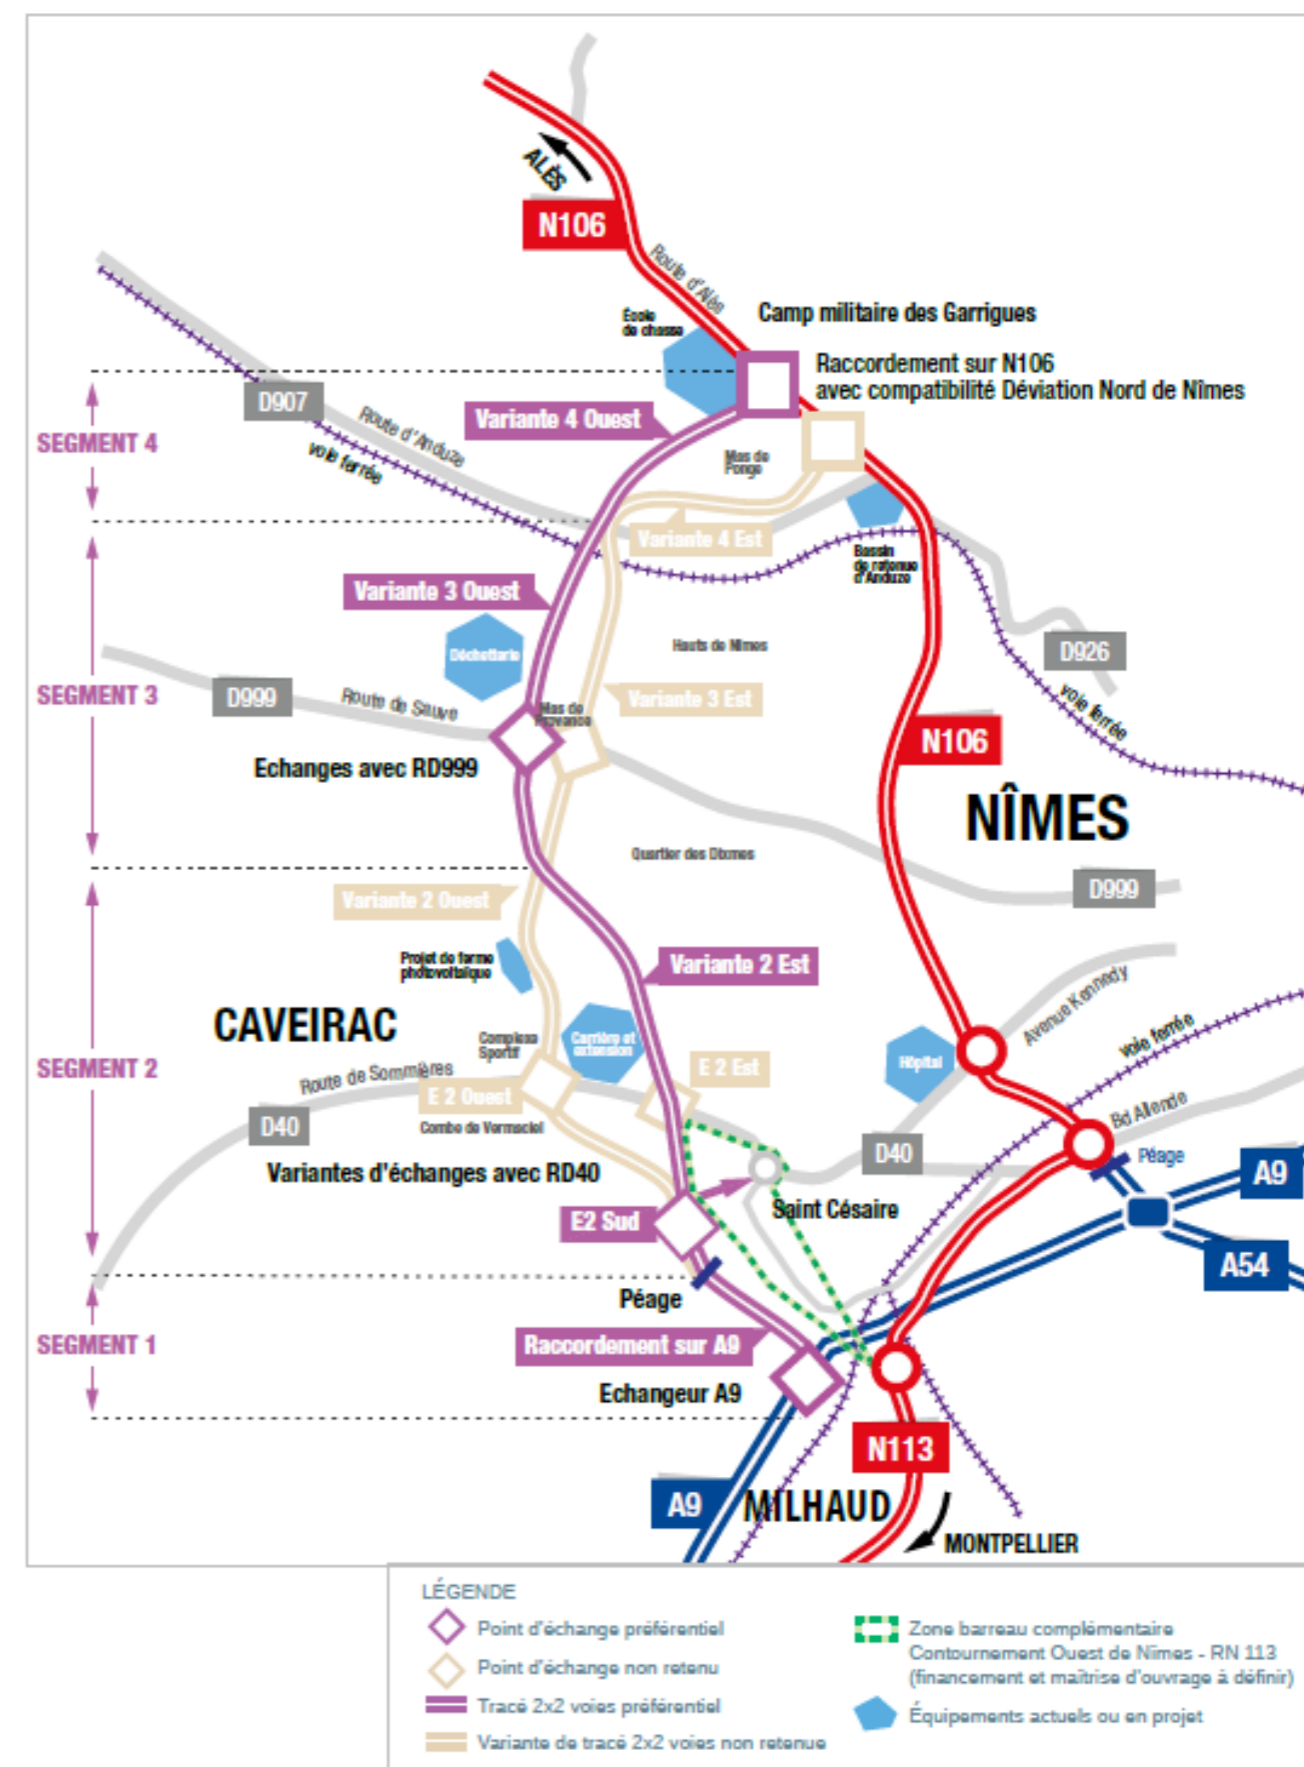 ALÈS
N106
Route d'Alès
École
de chasse
Camp militaire des Garrigues
Raccordement sur N106
avec compatibilité Déviation Nord de Nîmes
D907
Route d'Anduze
voie ferrée
Variante 4 Ouest
SEGMENT 4
Mas de
Ponge
Variante 4 Est
Bassin
de retenue
d'Anduze
Variante 3 Ouest
Déchetterie
Hauts de Nîmes
D926
voie ferrée
SEGMENT 3
D999
Route de Sauve
Mas de
Provence
Variante 3 Est
N106
Echanges avec RD999
NÎMES
Quartier des Dixmes
D999
Variante 2 Ouest
Projet de ferme
photovoltaïque
Variante 2 Est
CAVEIRAC
Complexe
Sportif
Carrière et
extension
Avenue Kennedy
voie ferrée
Hôpital
SEGMENT 2
Route de Sommières
E 2 Ouest
E 2 Est
Bd Allende
D40
Combe de Vermaciel
D40
Péage
A9
Variantes d'échanges avec RD40
Saint Césaire
E2 Sud
A54
Péage
SEGMENT 1
Raccordement sur A9
Echangeur A9
N113
A9
MILHAUD
MONTPELLIER
LÉGENDE
Point d'échange préférentiel
Point d'échange non retenu
Tracé 2x2 voies préférentiel
Variante de tracé 2x2 voies non retenue
Zone barreau complémentaire
Contournement Ouest de Nîmes - RN 113
(financement et maîtrise d'ouvrage à définir)
Équipements actuels ou en projet